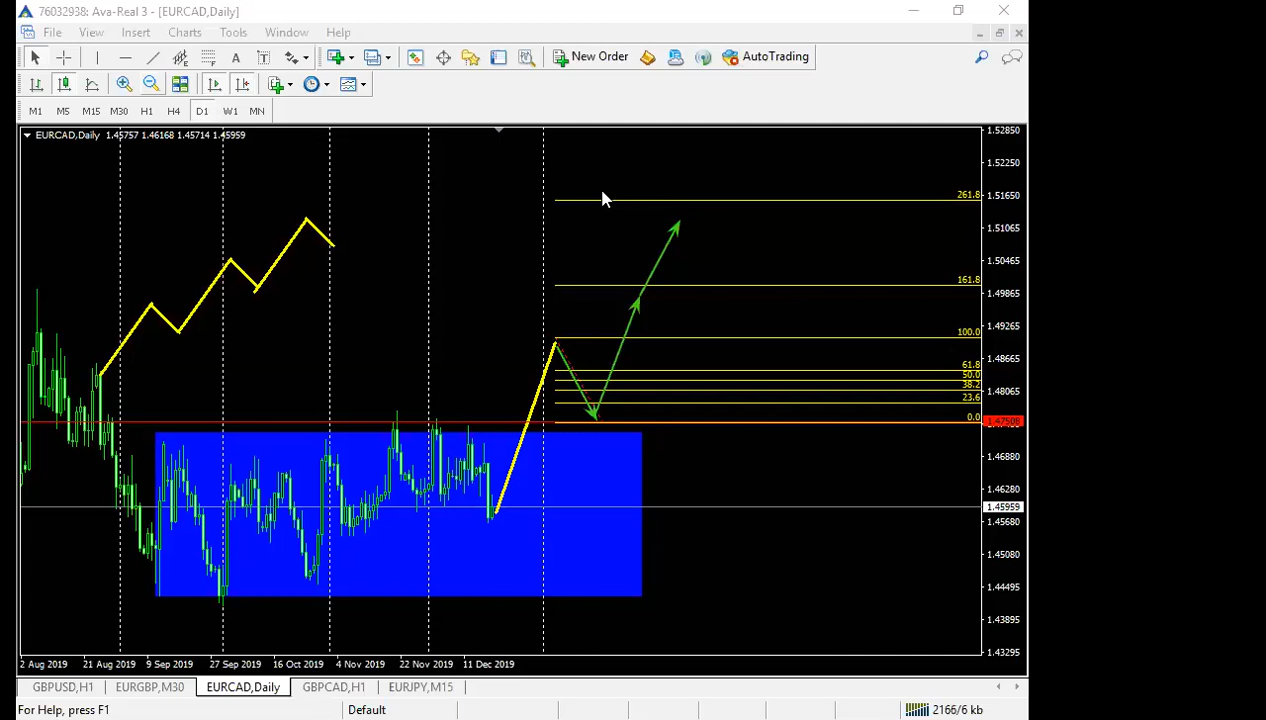 76032938: Ava-Real 3 - [EURCAD,Daily]
File View Insert Charts Tools Window Help
A T New Order AutoTrading
M1 M5 M15 M30 H1 H4 D1 W1 MN
EURCAD,Daily 1.45757 1.46168 1.45714 1.45959
1.52850
1.52250
261.8 1.51650
1.51065
1.50465
161.8 1.49865
1.49265
100.0
1.48665
61.8
50.0
38.2 1.48065
23.6
0.0 1.47508
1.46880
1.46280
1.45959
1.45680
1.45080
1.44495
1.43895
1.43295
2 Aug 2019 21 Aug 2019 9 Sep 2019 27 Sep 2019 16 Oct 2019 4 Nov 2019 22 Nov 2019 11 Dec 2019
GBPUSD,H1 EURGBP,M30 EURCAD,Daily GBPCAD,H1 EURJPY,M15
For Help, press F1 Default 2166/6 kb